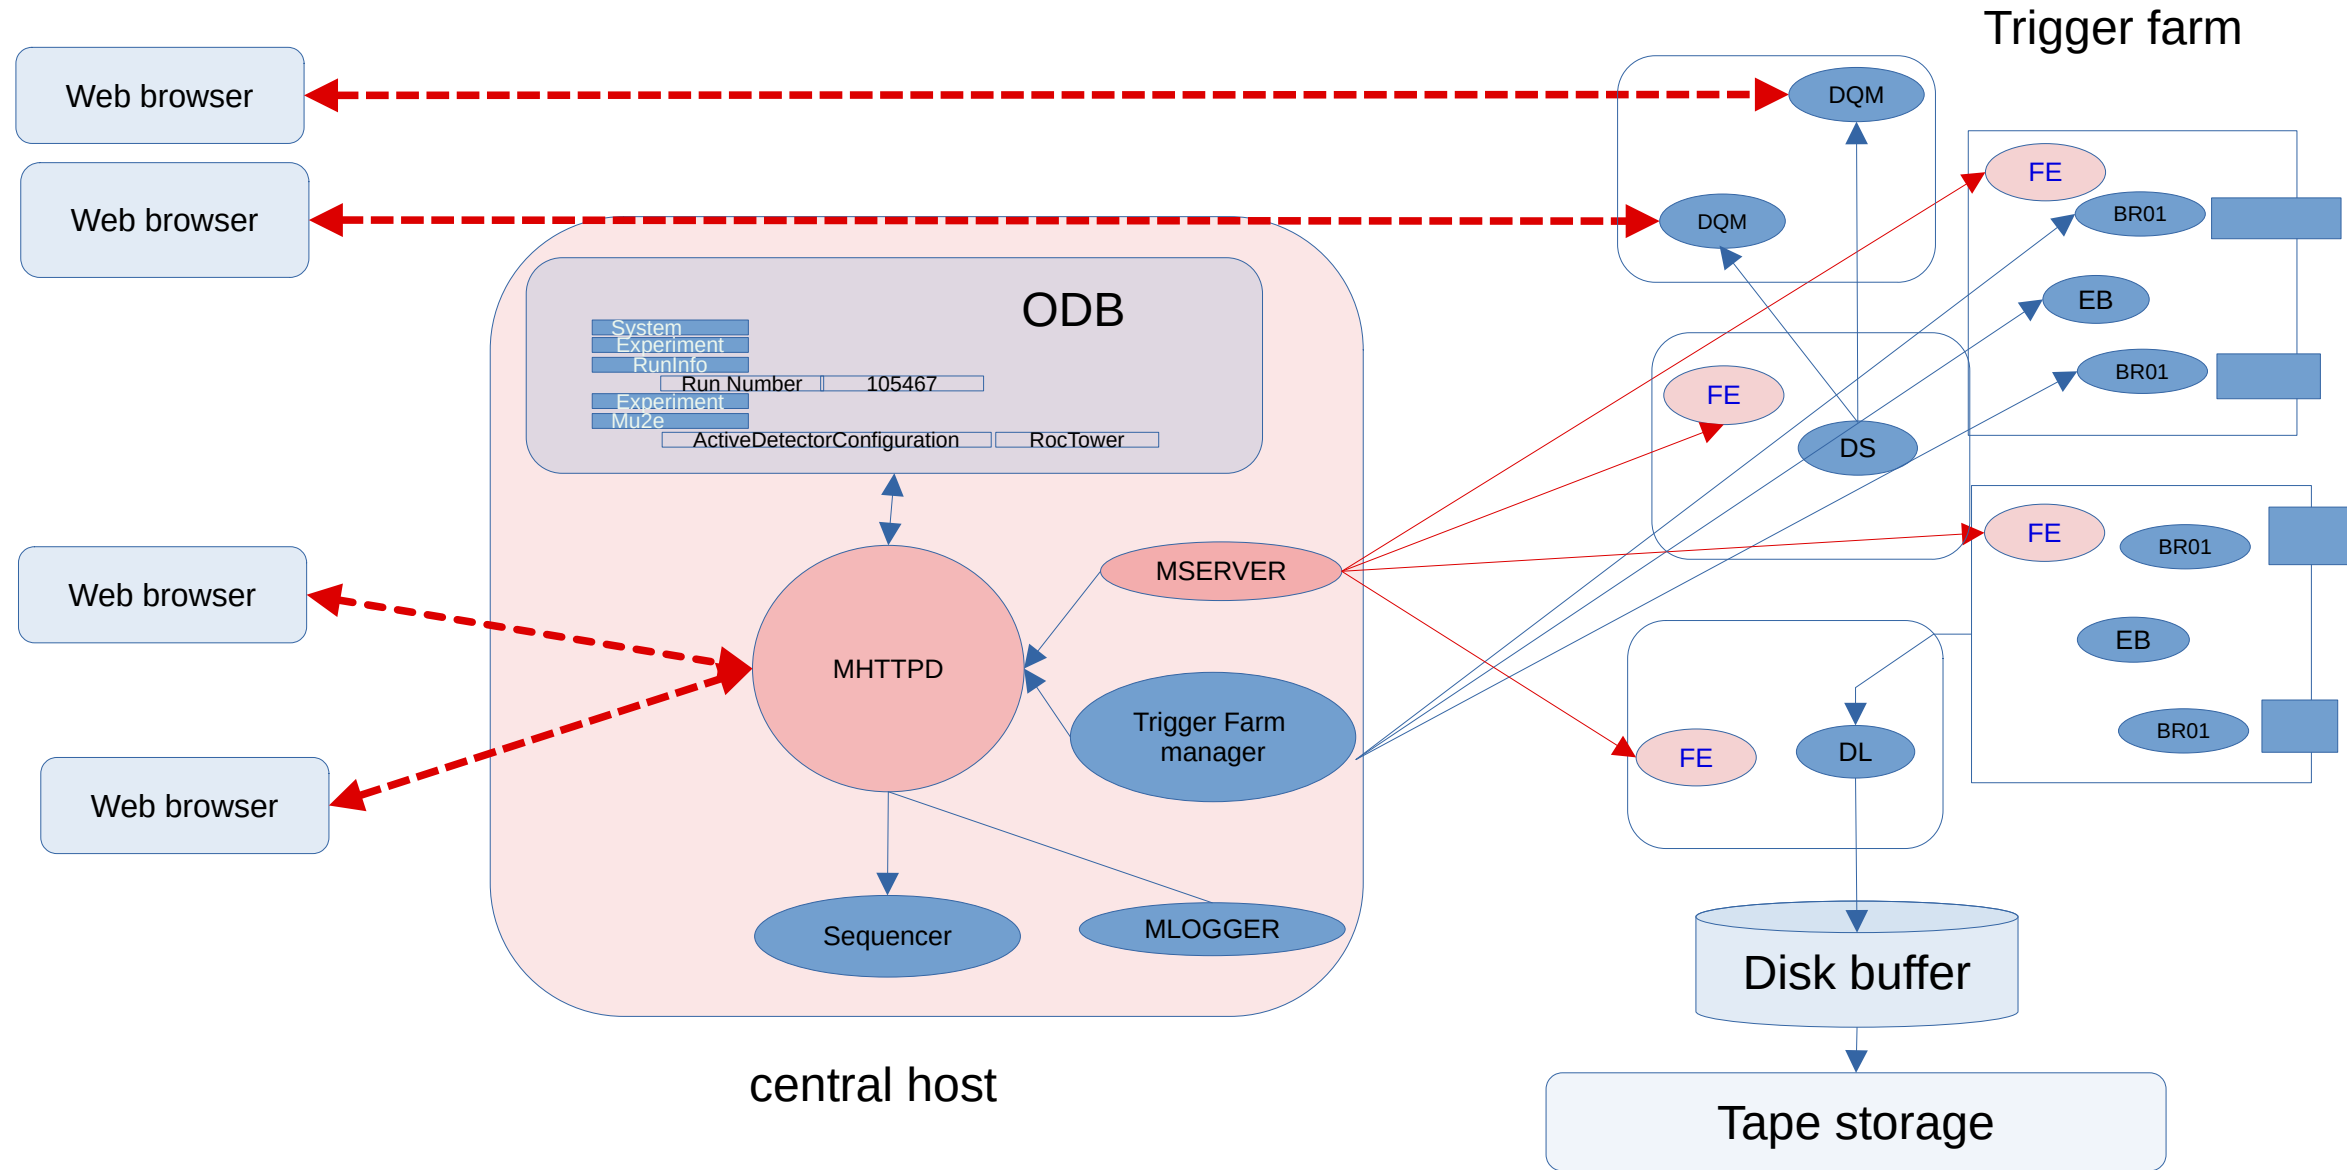 Trigger farm
Web browser
DQM
Web browser
DQM
FE
BR01
EB
BR01
ODB
System
Experiment
RunInfo
Run Number 105467
Experiment
Mu2e
ActiveDetectorConfiguration RocTower
FE
DS
FE
BR01
EB
BR01
Web browser
MSERVER
MHTTPD
Trigger Farm
manager
FE
DL
Web browser
Sequencer
MLOGGER
Disk buffer
central host
Tape storage